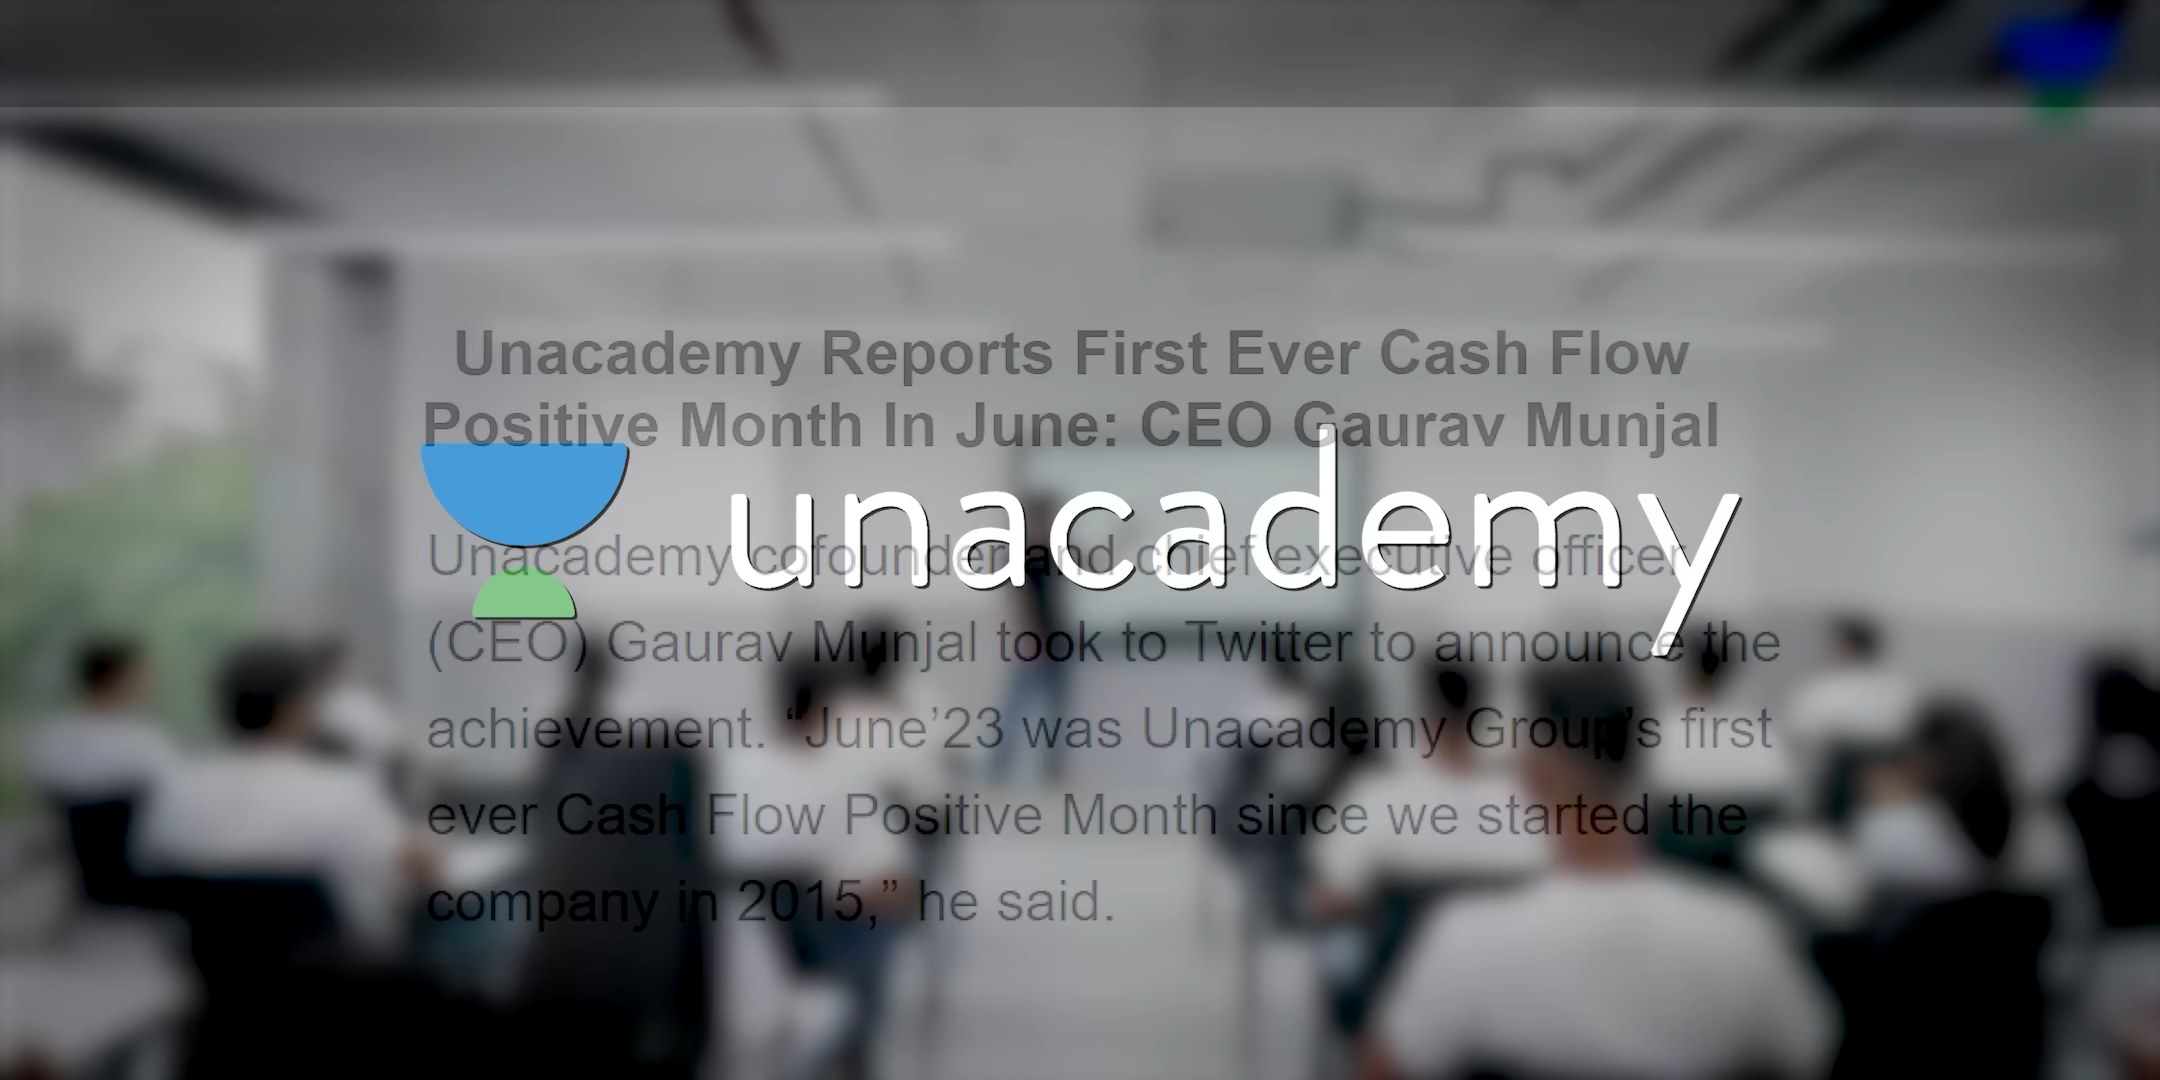 Unacademy Reports First Ever Cash Flow
Positive Month In June: CEO Gaurav Munjal
unacademy
Unacademy cofounder and chief executive officer
(CEO) Gaurav Munjal took to Twitter to announce the
achievement. “June’23 was Unacademy Group’s first
ever Cash Flow Positive Month since we started the
company in 2015,” he said.